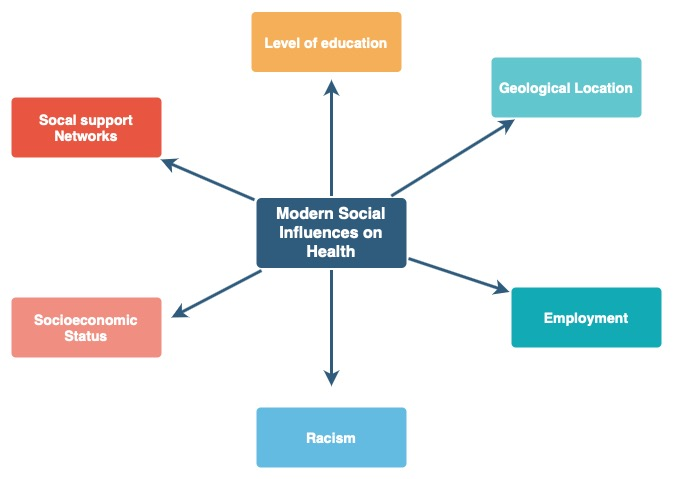 Level of education
Geological Location
Socal support
Networks
Modern Social
Influences on
Health
Socioeconomic
Status
Employment
Racism